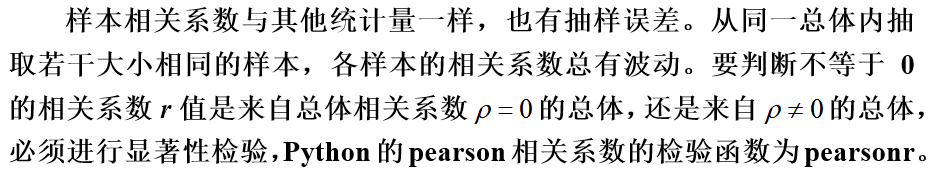 样本相关系数与其他统计量一样，也有抽样误差。从同一总体内抽
取若干大小相同的样本，各样本的相关系数总有波动。要判断不等于 0
的相关系数 r 值是来自总体相关系数 ρ = 0 的总体，还是来自 ρ ≠ 0 的总体，
必须进行显著性检验，Python 的 pearson 相关系数的检验函数为 pearsonr。